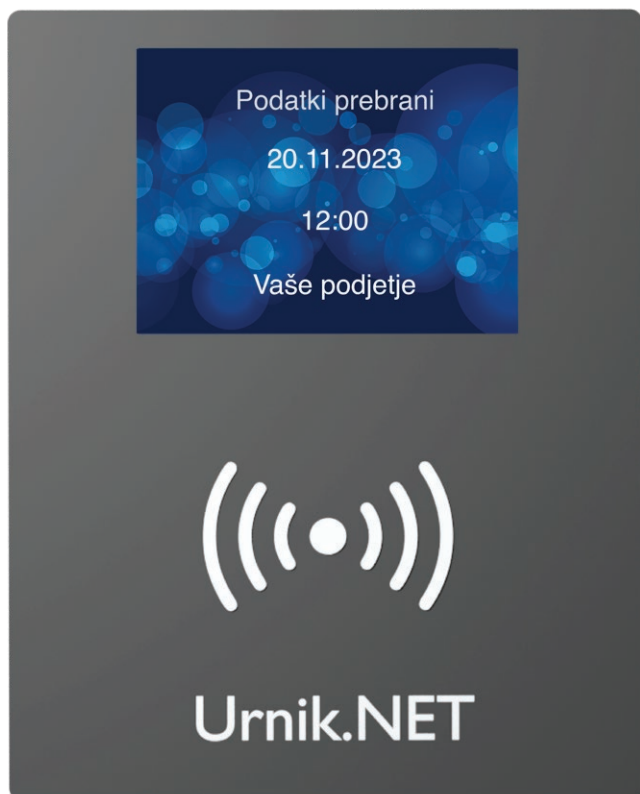 Podatki prebrani
20.11.2023
12:00
Vaše podjetje
Urnik.NET